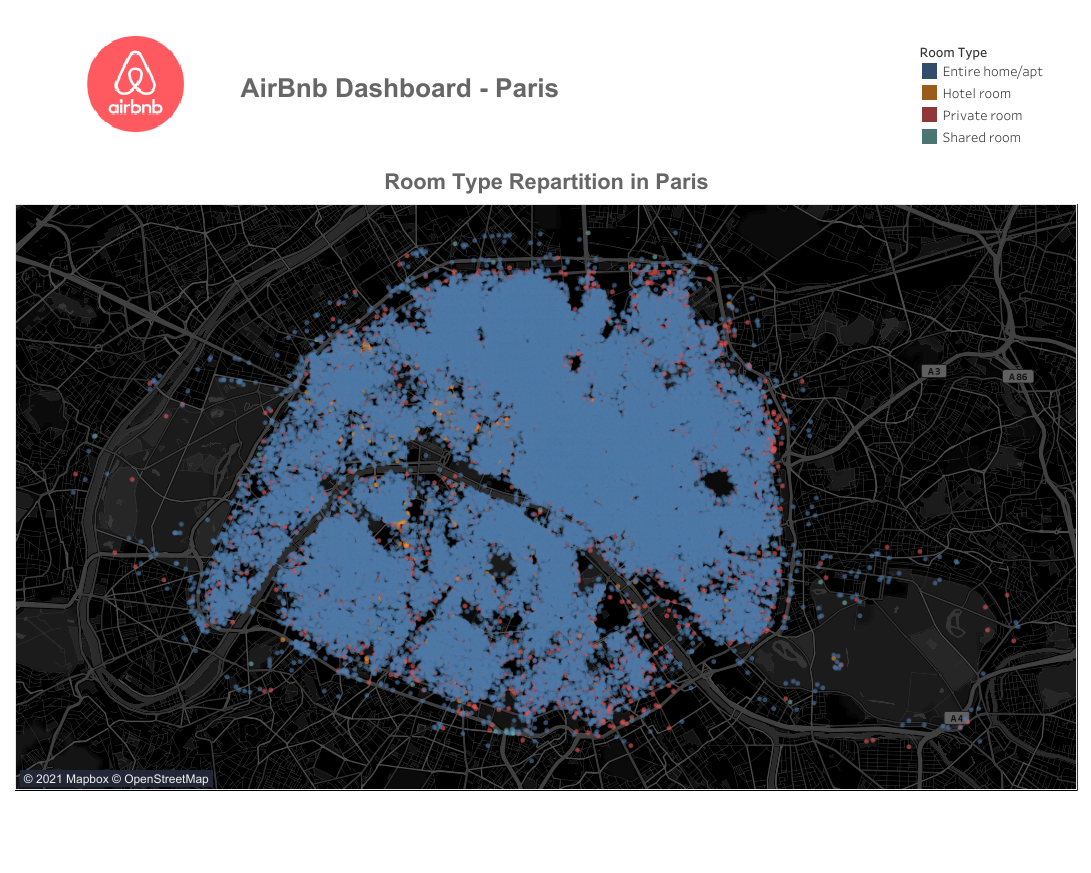 airbnb
AirBnb Dashboard - Paris
Room Type
Entire home/apt
Hotel room
Private room
Shared room
Room Type Repartition in Paris
A3
A86
A4
© 2021 Mapbox © OpenStreetMap